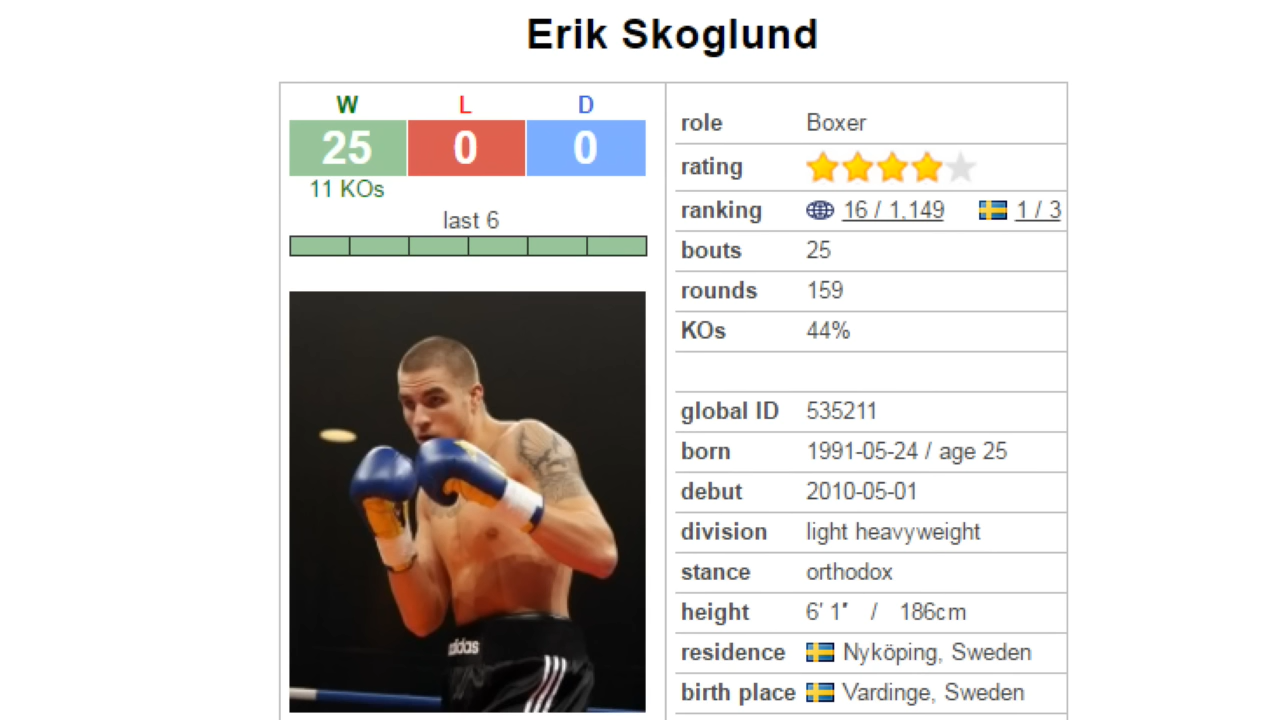 Erik Skoglund
W L D
25 0 0
11 KOs
last 6
adidas
role Boxer
rating
ranking 16 / 1,149 1 / 3
bouts 25
rounds 159
KOs 44%
global ID 535211
born 1991-05-24 / age 25
debut 2010-05-01
division light heavyweight
stance orthodox
height 6′ 1″ / 186cm
residence Nyköping, Sweden
birth place Vardinge, Sweden